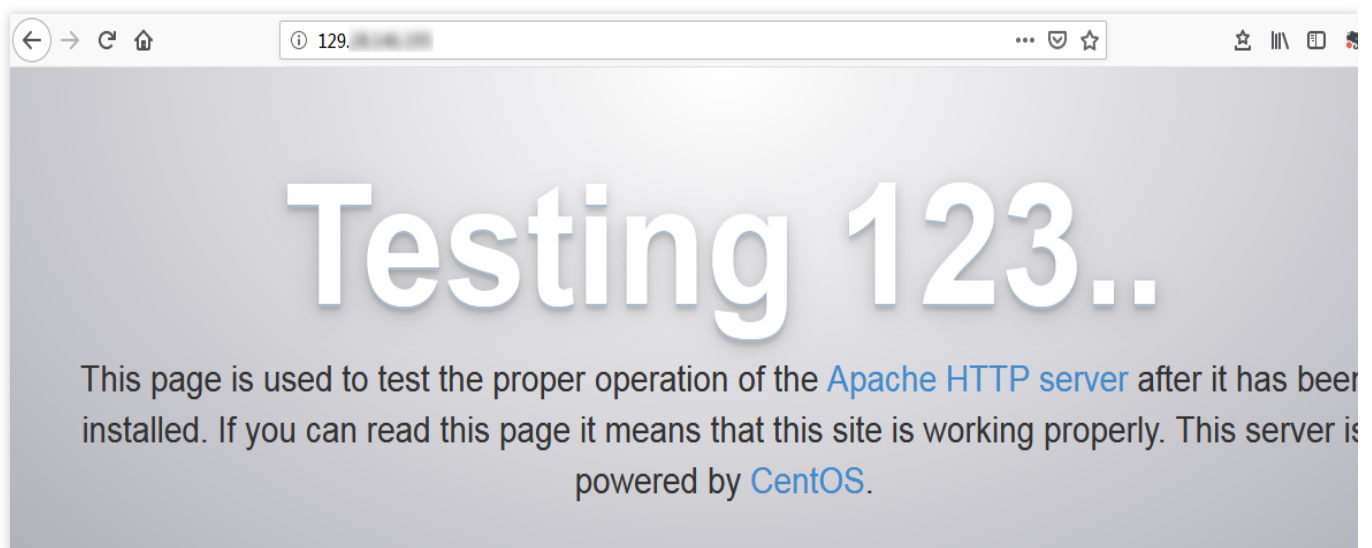 129.
Testing 123..
This page is used to test the proper operation of the Apache HTTP server after it has been
installed. If you can read this page it means that this site is working properly. This server is
powered by CentOS.